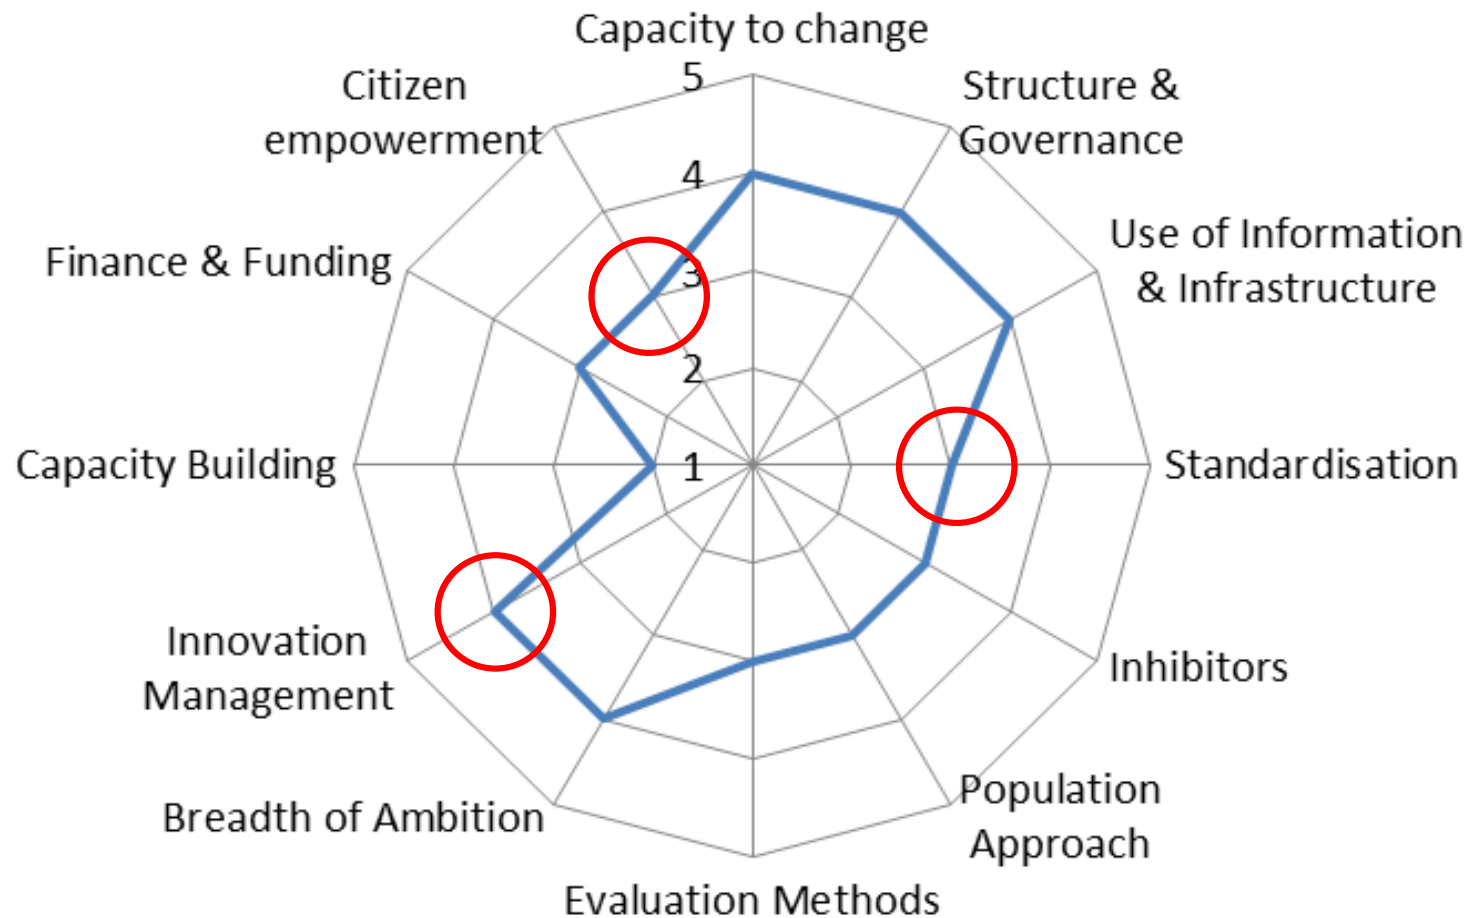 Capacity to change
Citizen
empowerment
5
Structure &
Governance
4
Use of Information
& Infrastructure
Finance & Funding
3
2
Capacity Building
1
Standardisation
Innovation
Management
Inhibitors
Breadth of Ambition
Population
Approach
Evaluation Methods